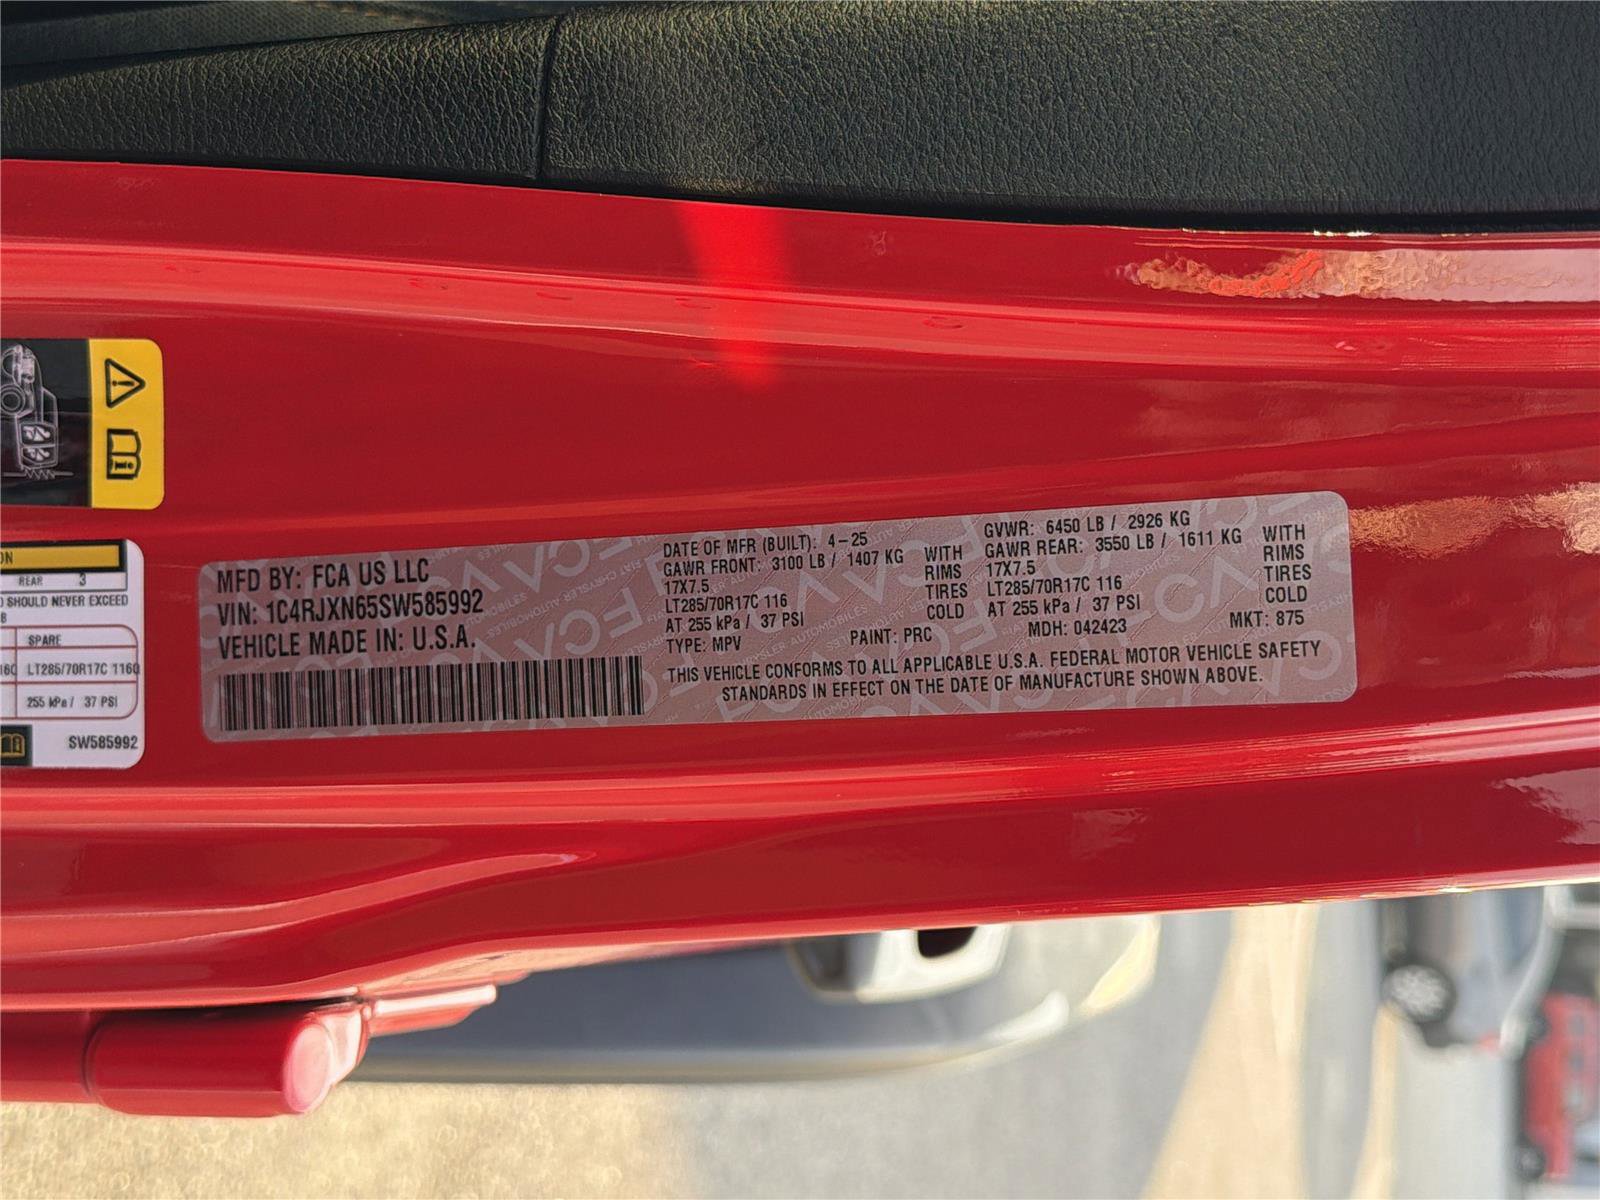 MFD BY: FCA US LLC
VIN: 1C4RJXN65SW585992
VEHICLE MADE IN: U.S.A.
DATE OF MFR (BUILT): 4-25
GAWR FRONT: 3100 LB / 1407 KG WITH
17X7.5 RIMS
LT285/70R17C 116 TIRES
AT 255 kPa / 37 PSI COLD
TYPE: MPV PAINT: PRC
GVWR: 6450 LB / 2926 KG
GAWR REAR: 3550 LB / 1611 KG WITH
17X7.5 RIMS
LT285/70R17C 116 TIRES
AT 255 kPa / 37 PSI COLD
MDH: 042423 MKT: 875
THIS VEHICLE CONFORMS TO ALL APPLICABLE U.S.A. FEDERAL MOTOR VEHICLE SAFETY
STANDARDS IN EFFECT ON THE DATE OF MANUFACTURE SHOWN ABOVE.
ON
REAR 3
SHOULD NEVER EXCEED
SPARE
LT285/70R17C 116Q
255 kPa / 37 PSI
SW585992